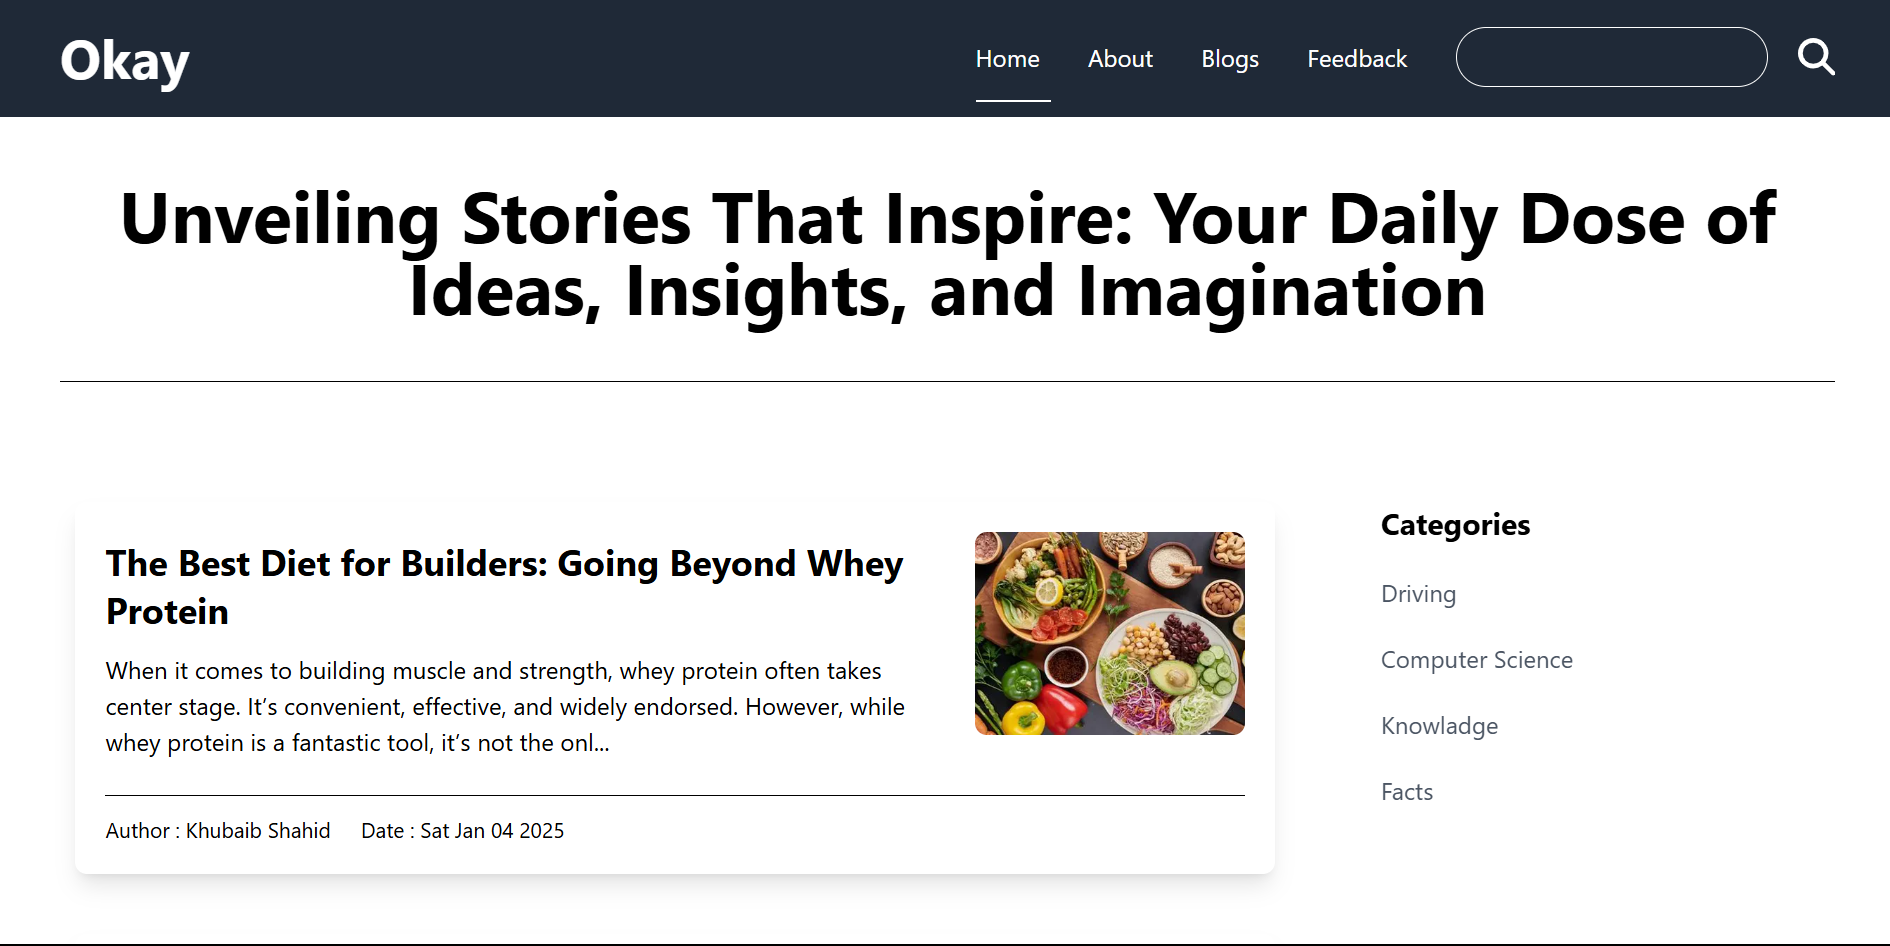 Okay
Home
About
Blogs
Feedback
Unveiling Stories That Inspire: Your Daily Dose of
Ideas, Insights, and Imagination
The Best Diet for Builders: Going Beyond Whey
Protein
When it comes to building muscle and strength, whey protein often takes
center stage. It’s convenient, effective, and widely endorsed. However, while
whey protein is a fantastic tool, it’s not the onl...
Author : Khubaib Shahid
Date : Sat Jan 04 2025
Categories
Driving
Computer Science
Knowladge
Facts